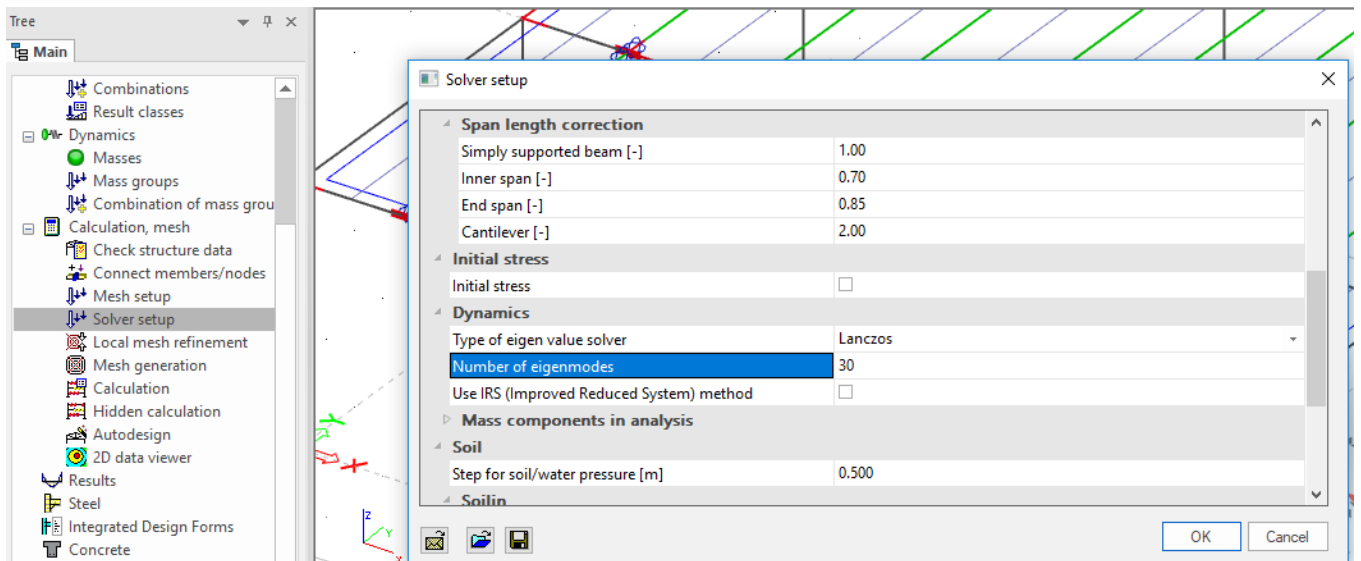 Tree
Main
Combinations
Result classes
Dynamics
Masses
Mass groups
Combination of mass grou
Calculation, mesh
Check structure data
Connect members/nodes
Mesh setup
Solver setup
Local mesh refinement
Mesh generation
Calculation
Hidden calculation
Autodesign
2D data viewer
Results
Steel
Integrated Design Forms
Concrete
Solver setup
Span length correction
Simply supported beam [-] 1.00
Inner span [-] 0.70
End span [-] 0.85
Cantilever [-] 2.00
Initial stress
Initial stress
Dynamics
Type of eigen value solver Lanczos
Number of eigenmodes 30
Use IRS (Improved Reduced System) method
Mass components in analysis
Soil
Step for soil/water pressure [m] 0.500
Soilin
OK Cancel
Y
X
Z
Y
X